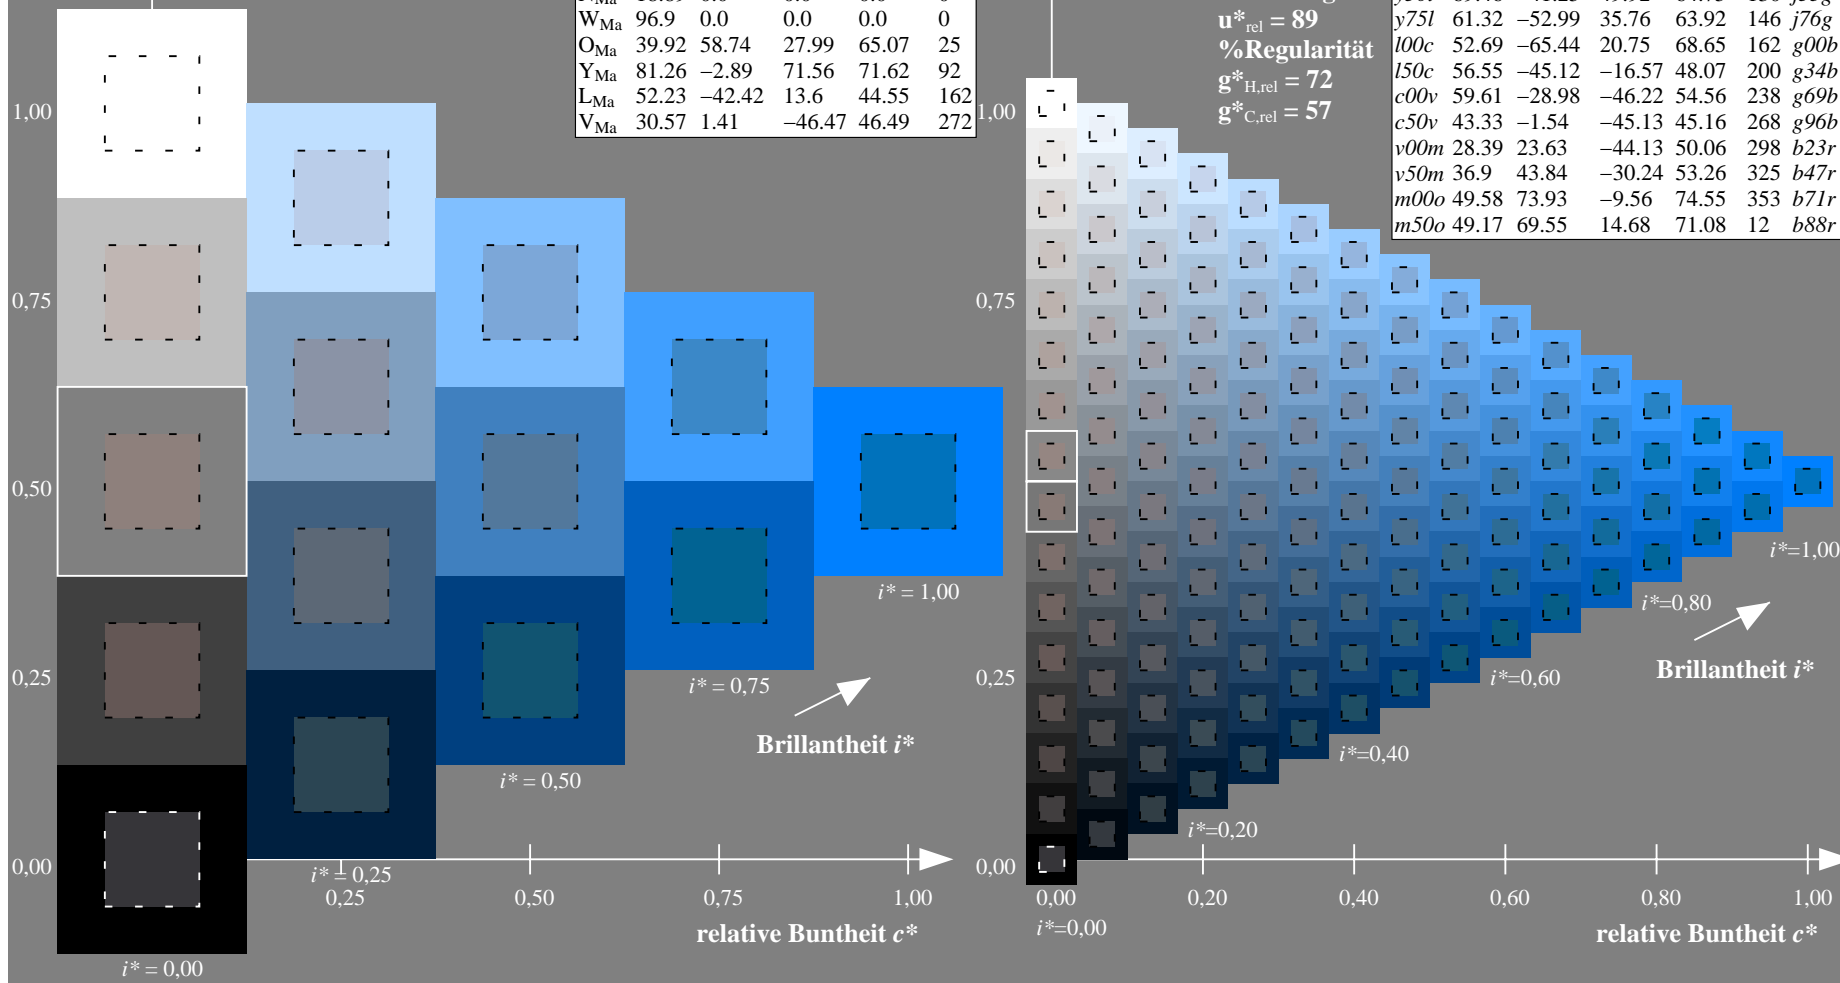 W Ma 96.9 0.0 0.0 0.0 0
O Ma 39.92 58.74 27.99 65.07 25
Y Ma 81.26 −2.89 71.56 71.62 92
L Ma 52.23 −42.42 13.6 44.55 162
V Ma 30.57 1.41 −46.47 46.49 272
u* rel = 89
%Regularität
g* H,rel = 72
g* C,rel = 57
y75l 61.32 −52.99 35.76 63.92 146 j76g
l00c 52.69 −65.44 20.75 68.65 162 g00b
l50c 56.55 −45.12 −16.57 48.07 200 g34b
c00v 59.61 −28.98 −46.22 54.56 238 g69b
c50v 43.33 −1.54 −45.13 45.16 268 g96b
v00m 28.39 23.63 −44.13 50.06 298 b23r
v50m 36.9 43.84 −30.24 53.26 325 b47r
m00o 49.58 73.93 −9.56 74.55 353 b71r
m50o 49.17 69.55 14.68 71.08 12 b88r
1,00
0,75
0,50
0,25
0,00
i* = 1,00
i* = 0,75
Brillantheit i*
i* = 0,50
i* = 0,25
i* = 0,00
0,25 0,50 0,75 1,00
relative Buntheit c*
1,00
0,75
0,50
0,25
0,00
i*=1,00
i*=0,80
Brillantheit i*
i*=0,60
i*=0,40
i*=0,20
0,00 0,20 0,40 0,60 0,80 1,00
i*=0,00
relative Buntheit c*